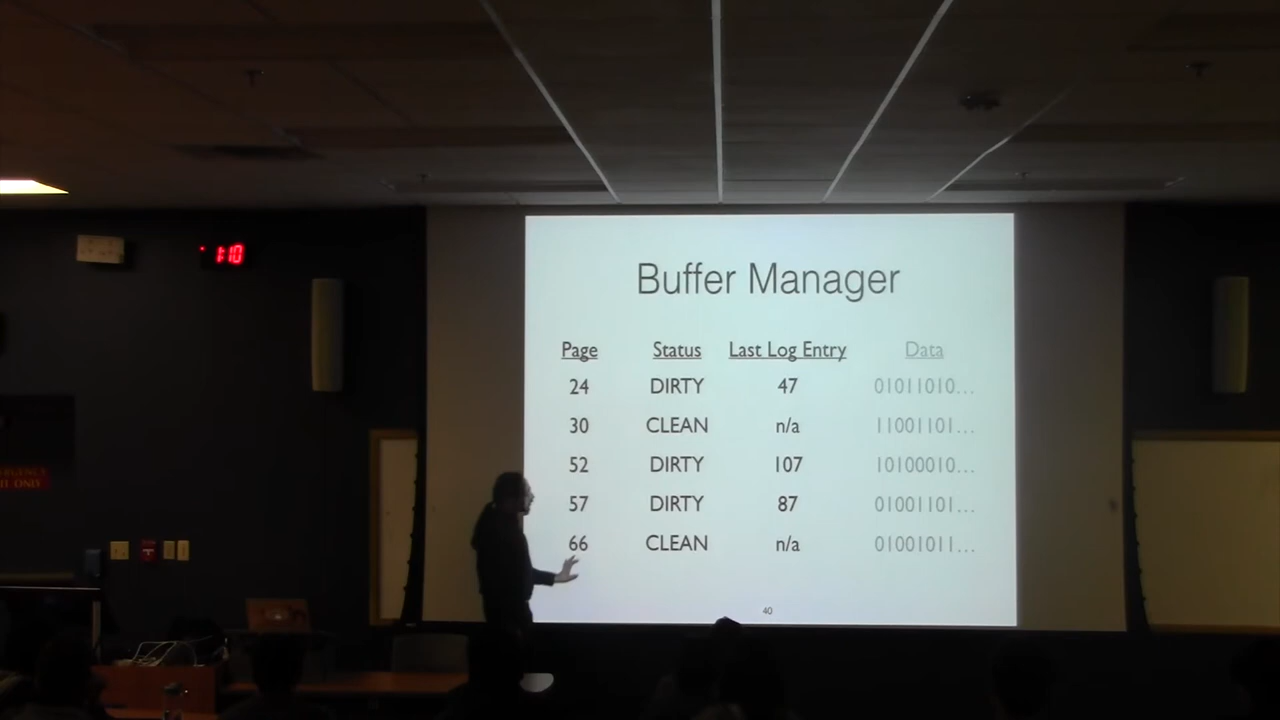 1:10
Buffer Manager
Page Status Last Log Entry Data
24 DIRTY 47 01011010...
30 CLEAN n/a 11001101...
52 DIRTY 107 10100010...
57 DIRTY 87 01001101...
66 CLEAN n/a 01001011...
40